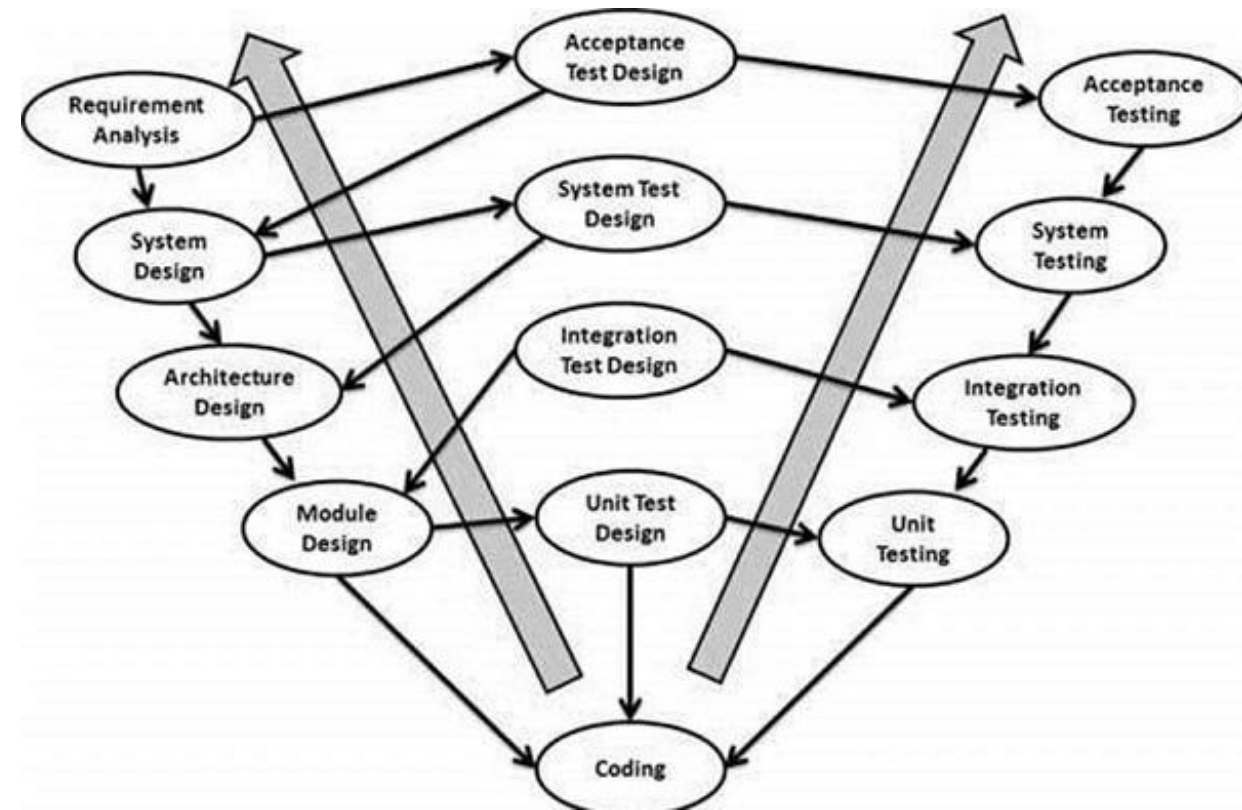 Acceptance
Test Design
Requirement
Analysis
Acceptance
Testing
System Test
Design
System
Design
System
Testing
Integration
Test Design
Architecture
Design
Integration
Testing
Module
Design
Unit Test
Design
Unit
Testing
Coding